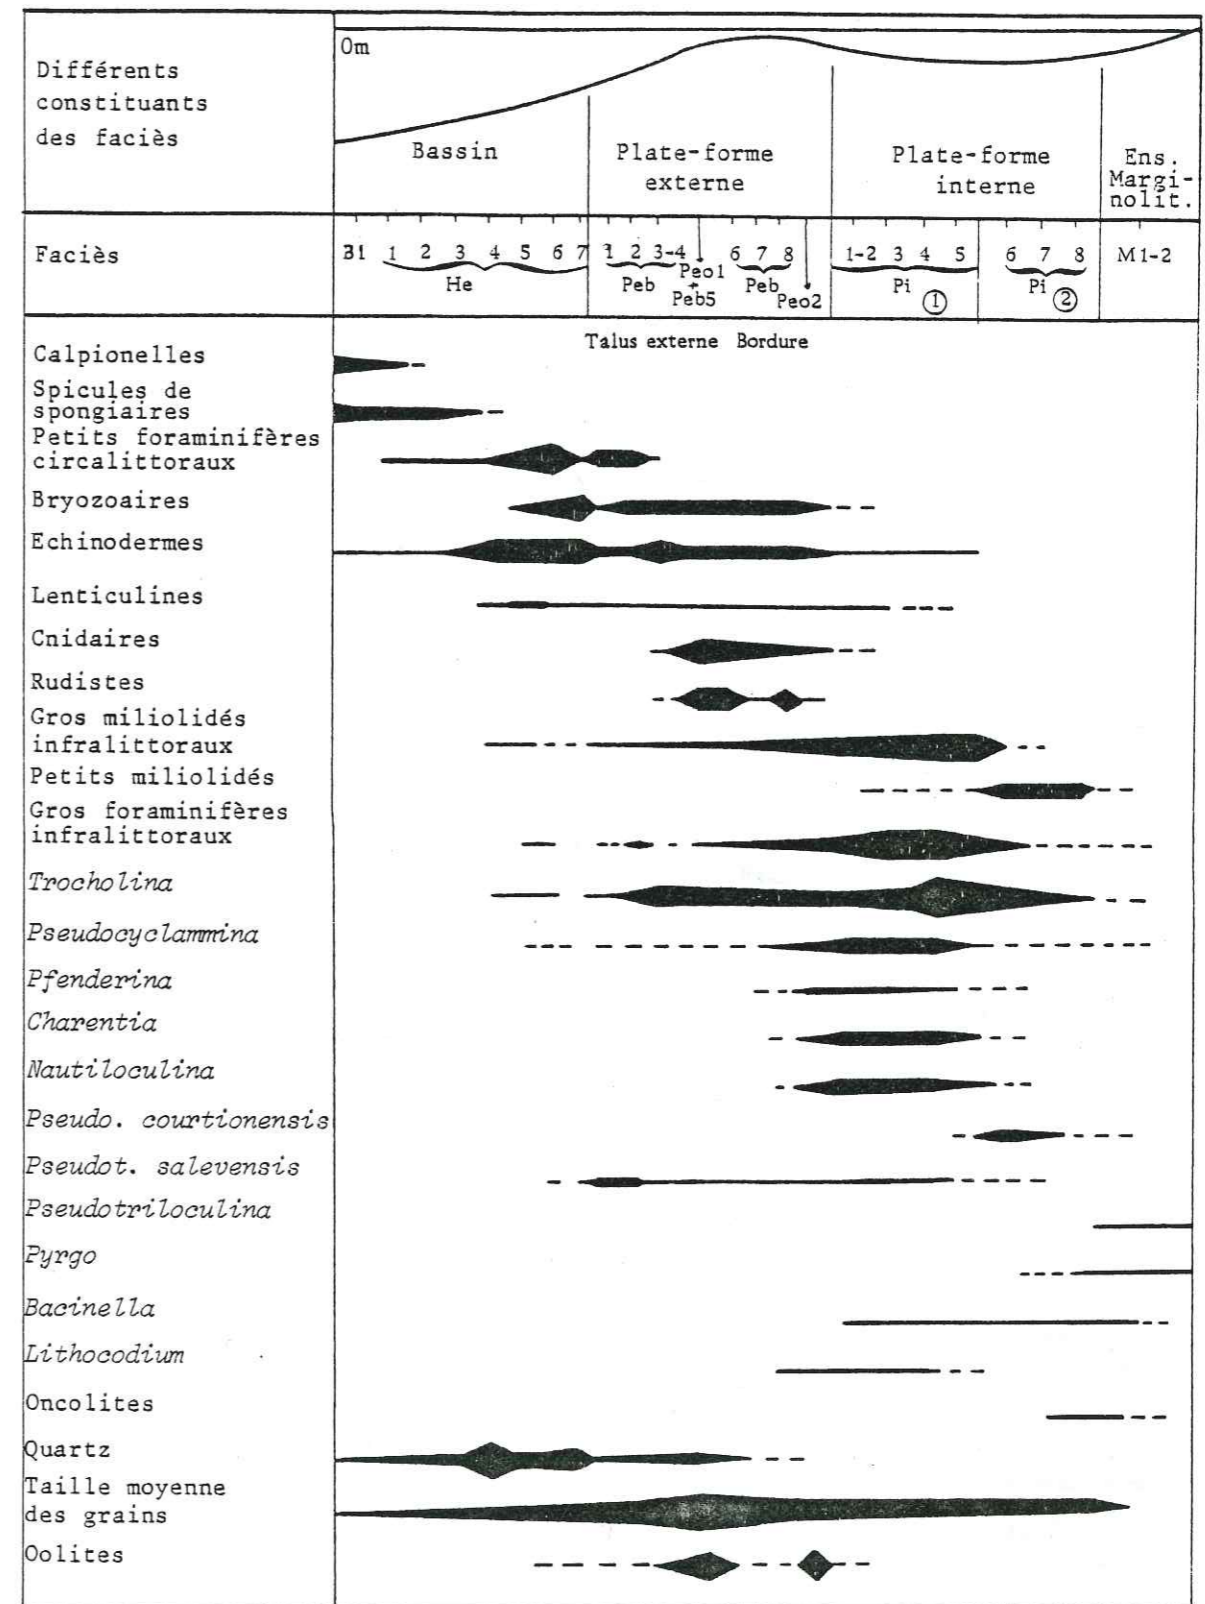 Différents
constituants
des faciès
0m
Bassin
Plate-forme
externe
Plate-forme
interne
Ens.
Margi-
nolit.
Faciès
B1 1 2 3 4 5 6 7 1 2 3-4 6 7 8 1-2 3 4 5 6 7 8 M1-2
He
Peb
Peo1
+
Peb5
Peb
Peo2
Pi ①
Pi ②
Talus externe Bordure
Calpionelles
Spicules de
spongiaires
Petits foraminifères
circalittoraux
Bryozoaires
Echinodermes
Lenticulines
Cnidaires
Rudistes
Gros miliolidés
infralittoraux
Petits miliolidés
Gros foraminifères
infralittoraux
Trocholina
Pseudocyclammina
Pfenderina
Charentia
Nautiloculina
Pseudo. courtionensis
Pseudot. salevensis
Pseudotriloculina
Pyrgo
Bacinella
Lithocodium
Oncolites
Quartz
Taille moyenne
des grains
Oolites